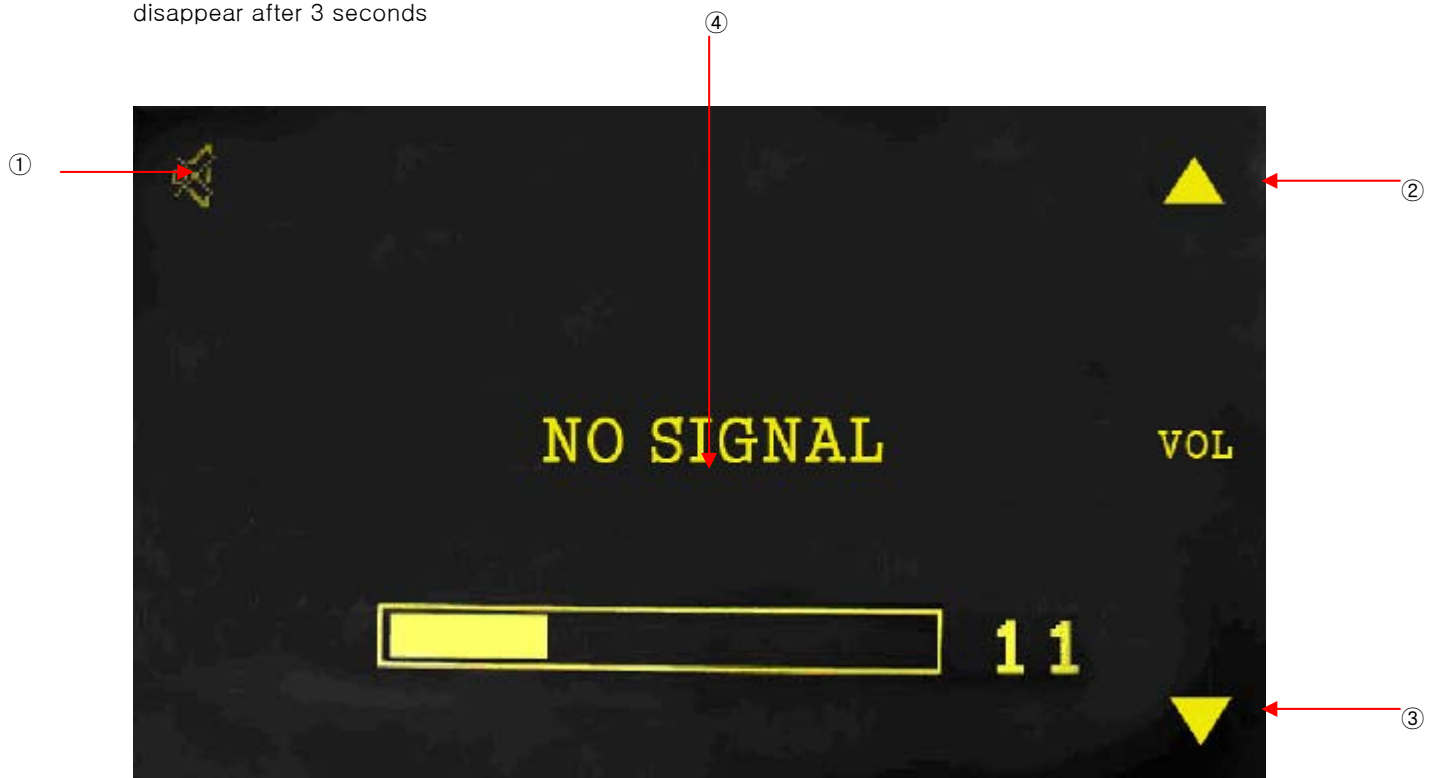 disappear after 3 seconds
④
①
②
NO SIGNAL
VOL
11
③